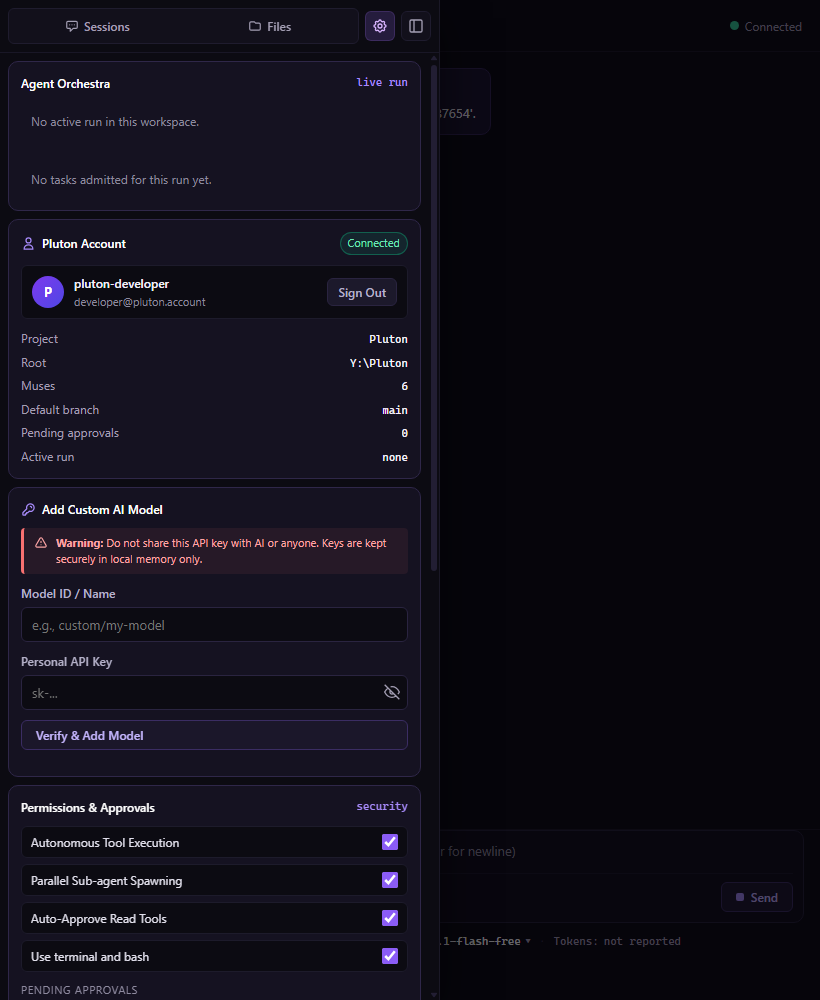 Sessions
Files
Connected
Agent Orchestra
live run
No active run in this workspace.
No tasks admitted for this run yet.
37654'.
Pluton Account
Connected
P
pluton-developer
developer@pluton.account
Sign Out
Project
Pluton
Root
Y:\Pluton
Muses
6
Default branch
main
Pending approvals
0
Active run
none
Add Custom AI Model
Warning: Do not share this API key with AI or anyone. Keys are kept
securely in local memory only.
Model ID / Name
e.g., custom/my-model
Personal API Key
sk-...
Verify & Add Model
Permissions & Approvals
security
Autonomous Tool Execution
Parallel Sub-agent Spawning
Auto-Approve Read Tools
Use terminal and bash
PENDING APPROVALS
r for newline)
Send
.1-flash-free
Tokens: not reported